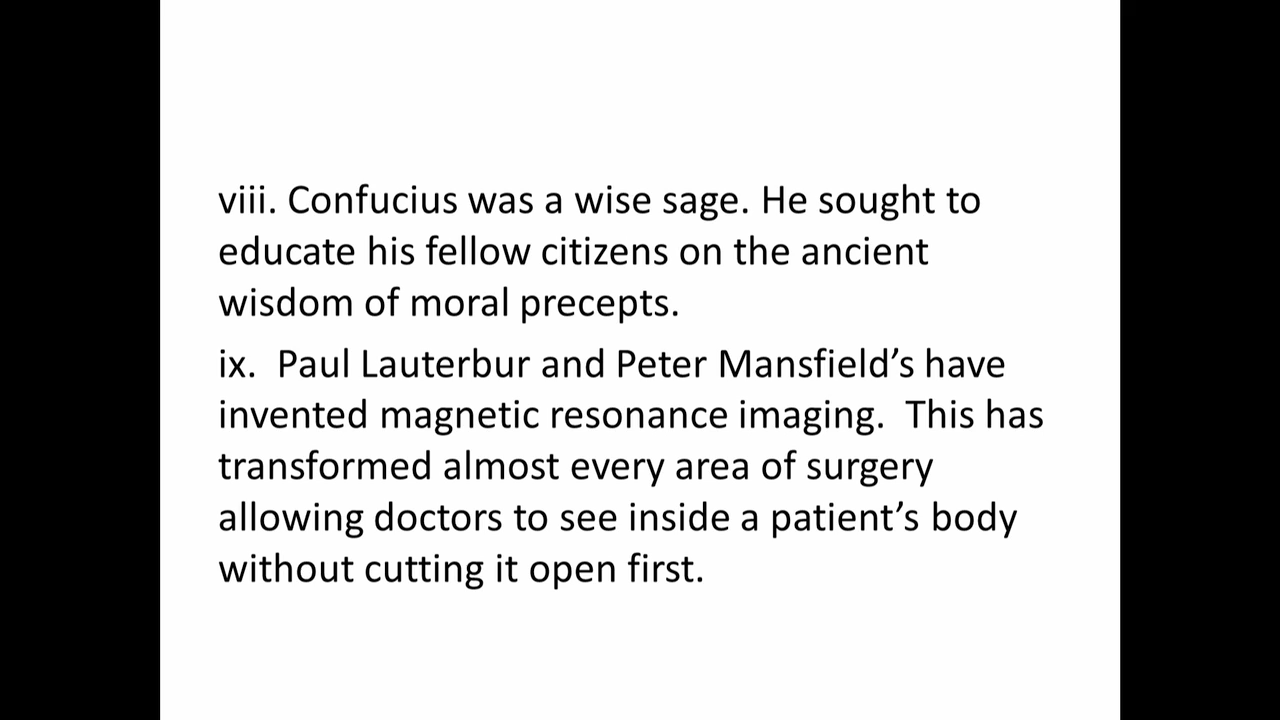 viii. Confucius was a wise sage. He sought to
educate his fellow citizens on the ancient
wisdom of moral precepts.
ix.  Paul Lauterbur and Peter Mansfield’s have
invented magnetic resonance imaging.  This has
transformed almost every area of surgery
allowing doctors to see inside a patient’s body
without cutting it open first.